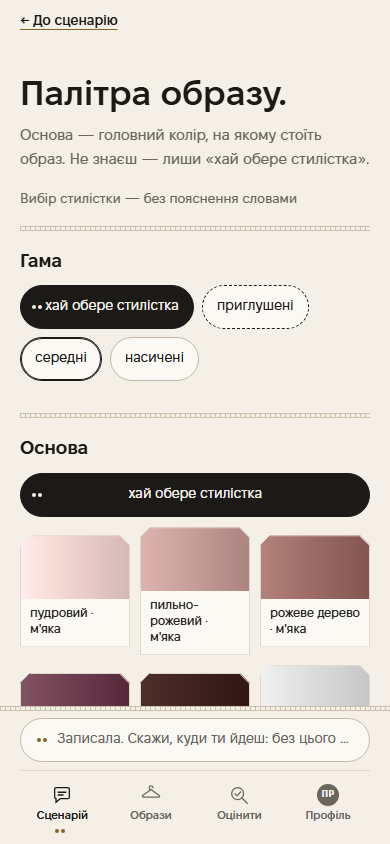 ← До сценарію
Палітра образу.
Основа — головний колір, на якому стоїть
образ. Не знаєш — лиши «хай обере стилістка».
Вибір стилістки — без пояснення словами
Гама
хай обере стилістка
приглушені
середні
насичені
Основа
хай обере стилістка
пудровий ·
м'яка
пильно-
рожевий ·
м'яка
рожеве дерево
· м'яка
Записала. Скажи, куди ти йдеш: без цього ...
Сценарій
Образи
Оцінити
ПР
Профіль